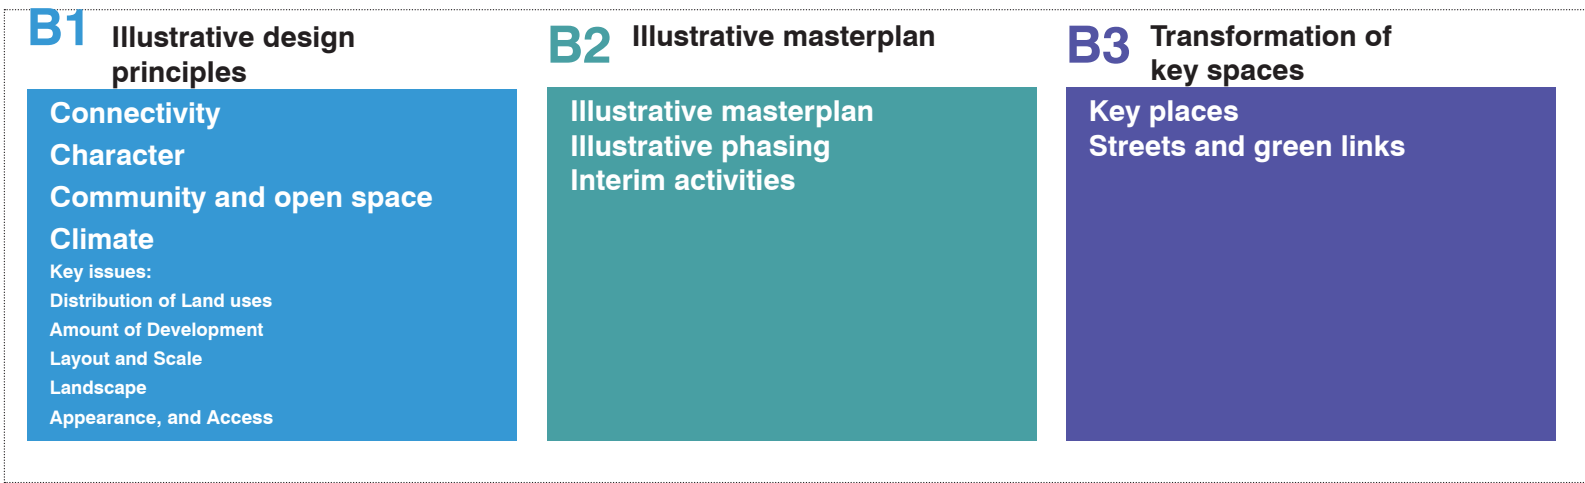 B1
Illustrative design
principles
Connectivity
Character
Community and open space
Climate
Key issues:
Distribution of Land uses
Amount of Development
Layout and Scale
Landscape
Appearance, and Access
B2
Illustrative masterplan
Illustrative masterplan
Illustrative phasing
Interim activities
B3
Transformation of
key spaces
Key places
Streets and green links